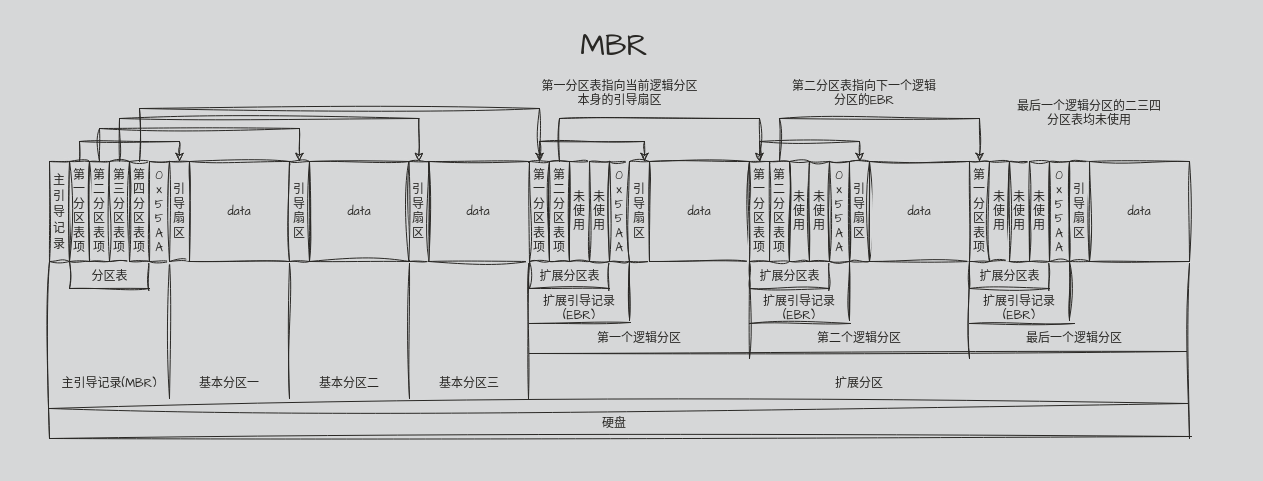 MBR
第一分区表指向当前逻辑分区
本身的引导扇区
第二分区表指向下一个逻辑
分区的EBR
最后一个逻辑分区的二三四
分区表均未使用
主引导记录
第一分区表项
第二分区表项
第三分区表项
第四分区表项
0x55AA
引导扇区
data
引导扇区
data
引导扇区
data
第一分区表项
第二分区表项
未使用
未使用
0x55AA
引导扇区
data
第一分区表项
第二分区表项
未使用
未使用
0x55AA
引导扇区
data
第一分区表项
未使用
未使用
未使用
0x55AA
引导扇区
data
分区表
扩展分区表
扩展分区表
扩展分区表
扩展引导记录
(EBR)
扩展引导记录
(EBR)
扩展引导记录
(EBR)
第一个逻辑分区
第二个逻辑分区
最后一个逻辑分区
主引导记录(MBR)
基本分区一
基本分区二
基本分区三
扩展分区
硬盘